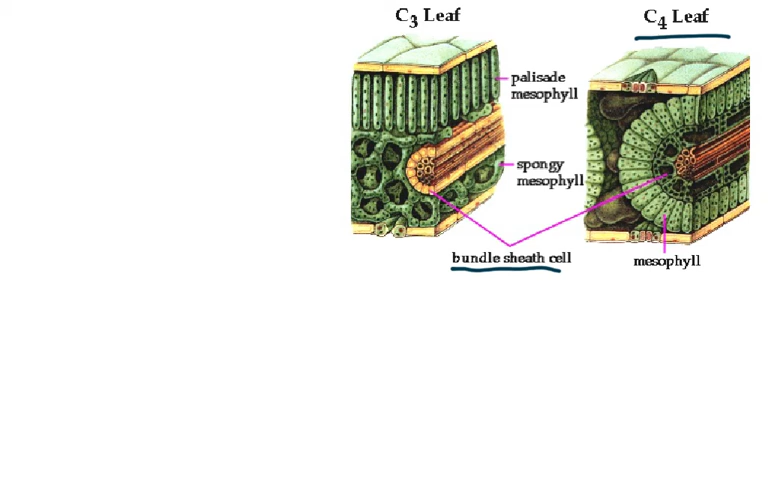 C3 Leaf
C4 Leaf
palisade
mesophyll
spongy
mesophyll
bundle sheath cell
mesophyll